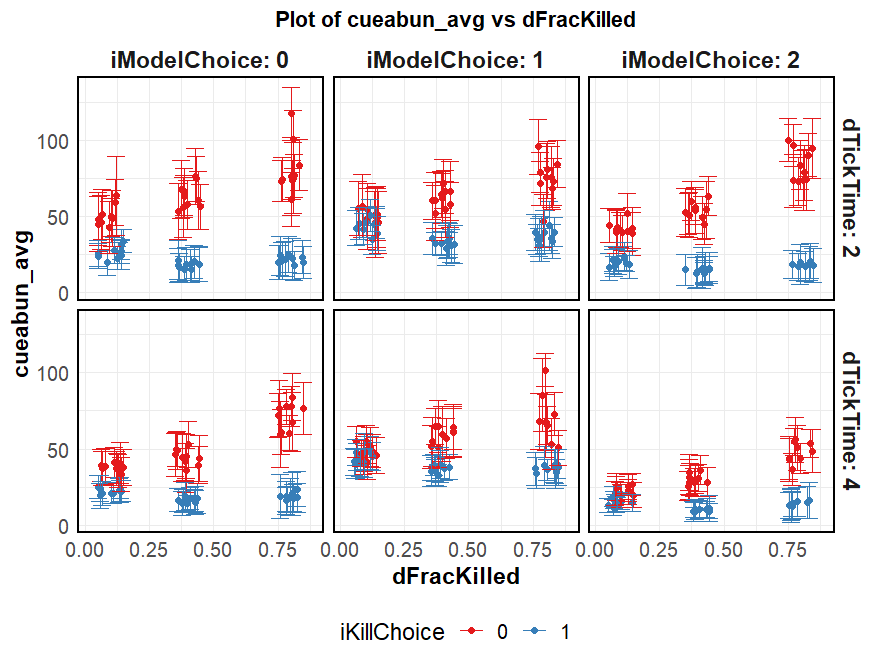 Plot of cueabun_avg vs dFracKilled
iModelChoice: 0
iModelChoice: 1
iModelChoice: 2
cueabun_avg
100
50
0
dTickTime: 2
100
50
0
dTickTime: 4
0.00 0.25 0.50 0.75
0.00 0.25 0.50 0.75
0.00 0.25 0.50 0.75
dFracKilled
iKillChoice 0 1